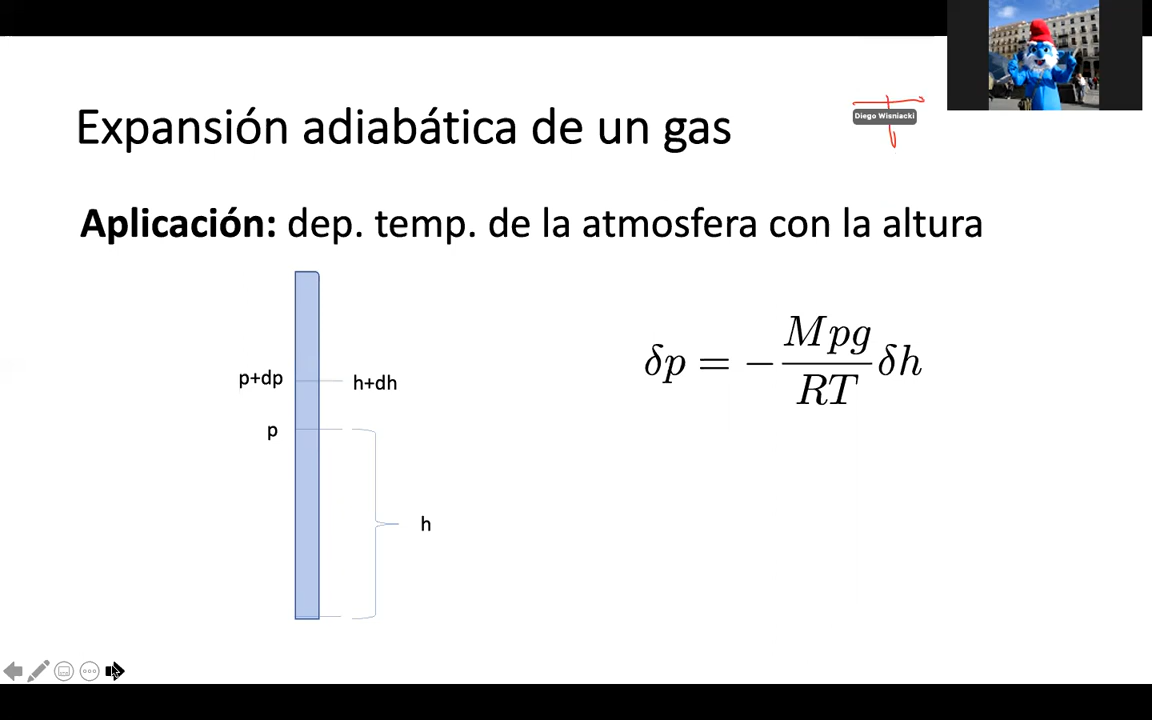 Expansión adiabática de un gas
Diego Wisniacki
Aplicación: dep. temp. de la atmosfera con la altura
δp = − Mpg/RT δh
p+dp
h+dh
p
h